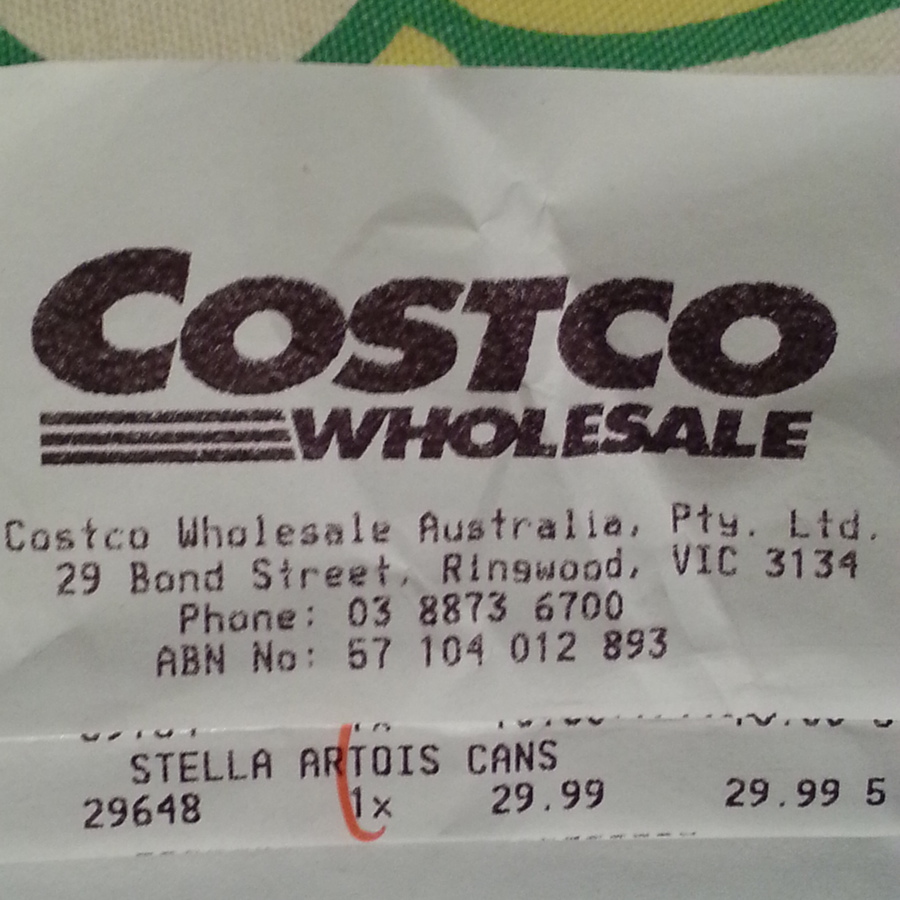 COSTCO
WHOLESALE
Costco Wholesale Australia, Pty. Ltd.
29 Bond Street, Ringwood, VIC 3134
Phone: 03 8873 6700
ABN No: 57 104 012 893
STELLA ARTOIS CANS
29648 1x 29.99 29.99 5